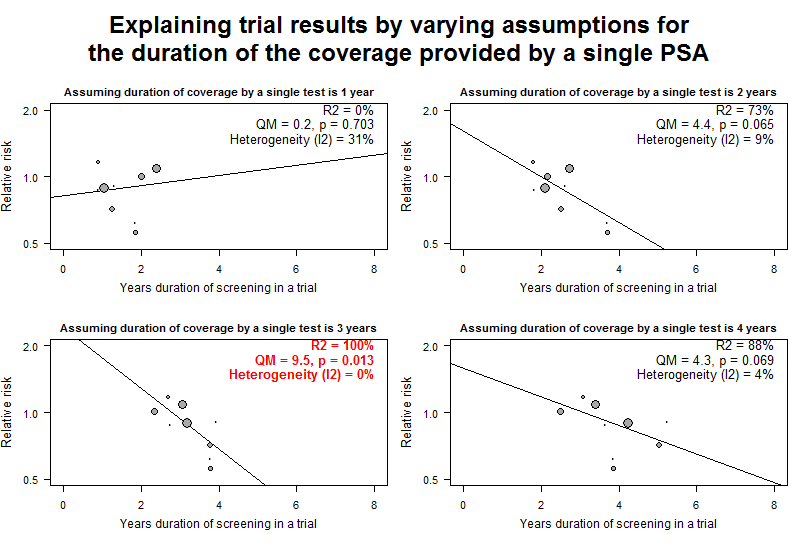 Explaining trial results by varying assumptions for
the duration of the coverage provided by a single PSA
Assuming duration of coverage by a single test is 1 year
R2 = 0%
QM = 0.2, p = 0.703
Heterogeneity (I2) = 31%
2.0
1.0
0.5
Relative risk
0 2 4 6 8
Years duration of screening in a trial
Assuming duration of coverage by a single test is 2 years
R2 = 73%
QM = 4.4, p = 0.065
Heterogeneity (I2) = 9%
2.0
1.0
0.5
Relative risk
0 2 4 6 8
Years duration of screening in a trial
Assuming duration of coverage by a single test is 3 years
R2 = 100%
QM = 9.5, p = 0.013
Heterogeneity (I2) = 0%
2.0
1.0
0.5
Relative risk
0 2 4 6 8
Years duration of screening in a trial
Assuming duration of coverage by a single test is 4 years
R2 = 88%
QM = 4.3, p = 0.069
Heterogeneity (I2) = 4%
2.0
1.0
0.5
Relative risk
0 2 4 6 8
Years duration of screening in a trial